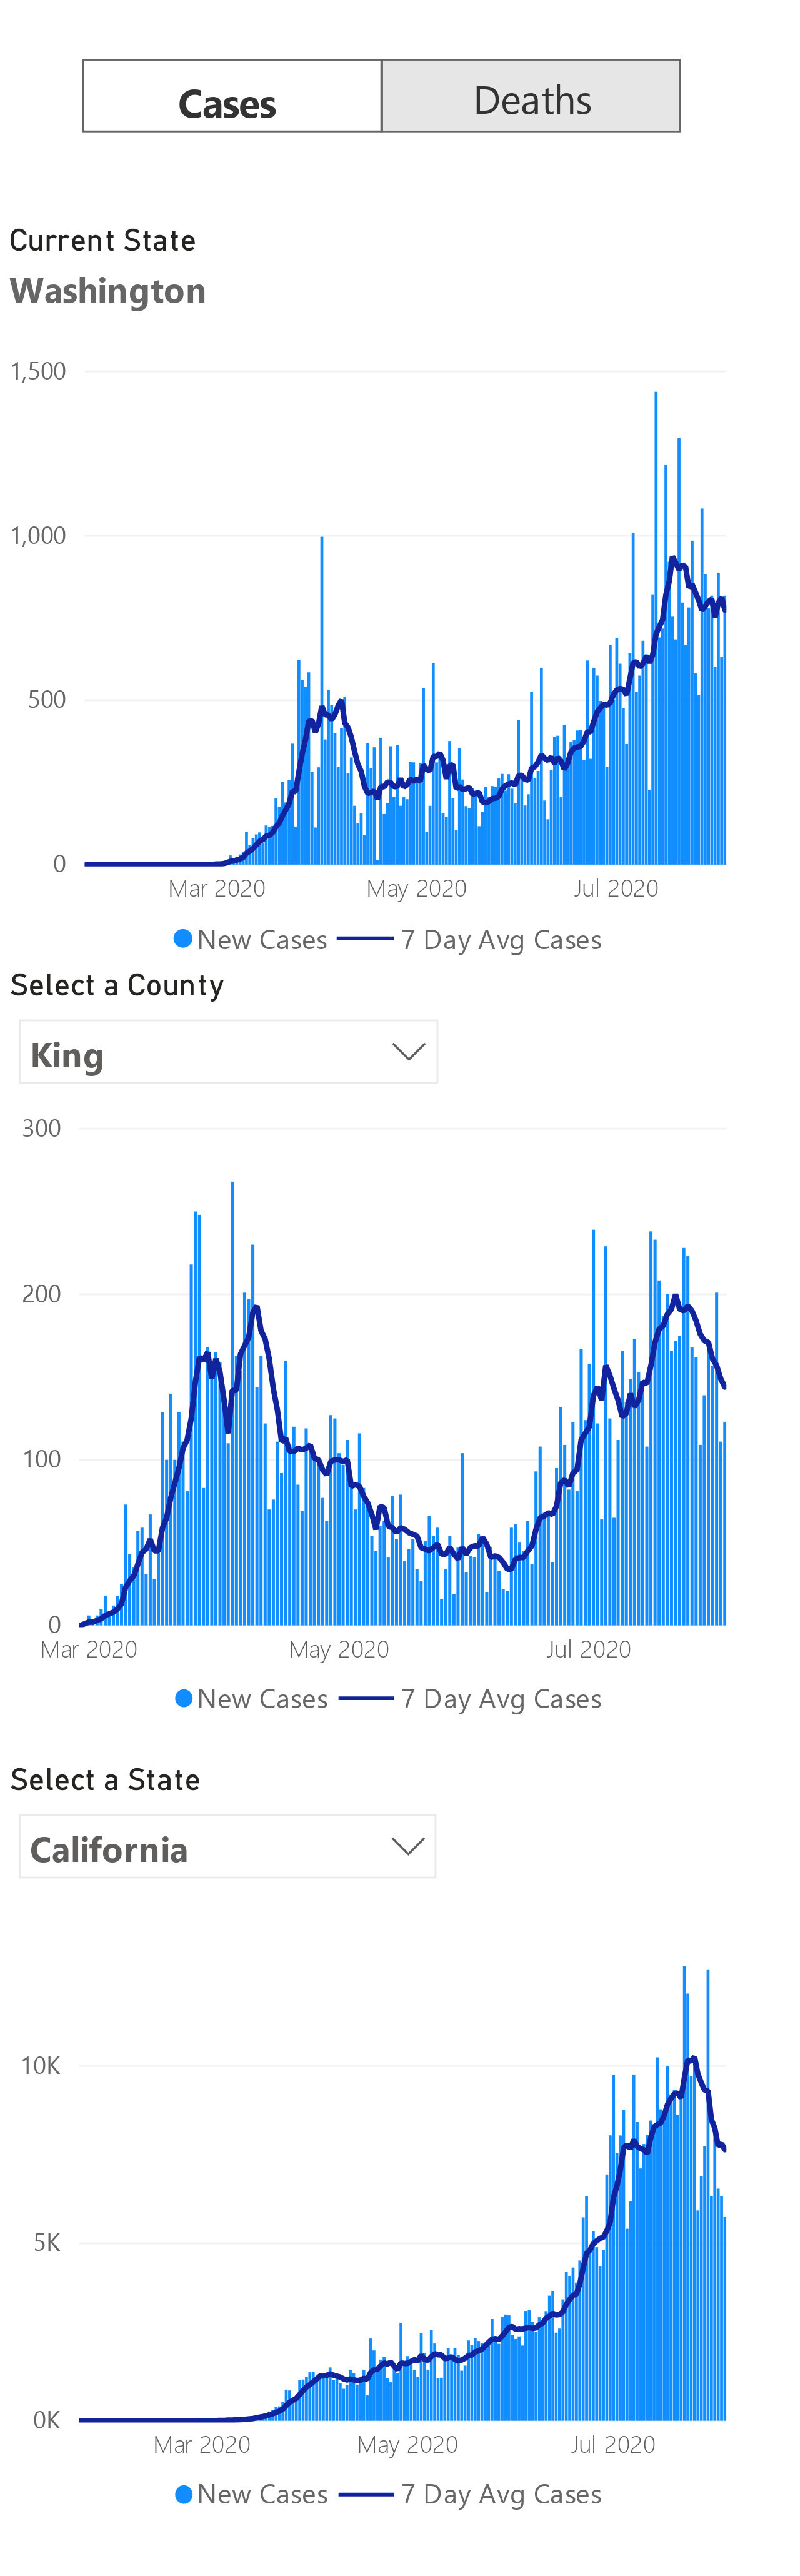 Cases Deaths
Current State
Washington
1,500
1,000
500
0
Mar 2020 May 2020 Jul 2020
New Cases 7 Day Avg Cases
Select a County
King
300
200
100
0
Mar 2020 May 2020 Jul 2020
New Cases 7 Day Avg Cases
Select a State
California
10K
5K
0K
Mar 2020 May 2020 Jul 2020
New Cases 7 Day Avg Cases